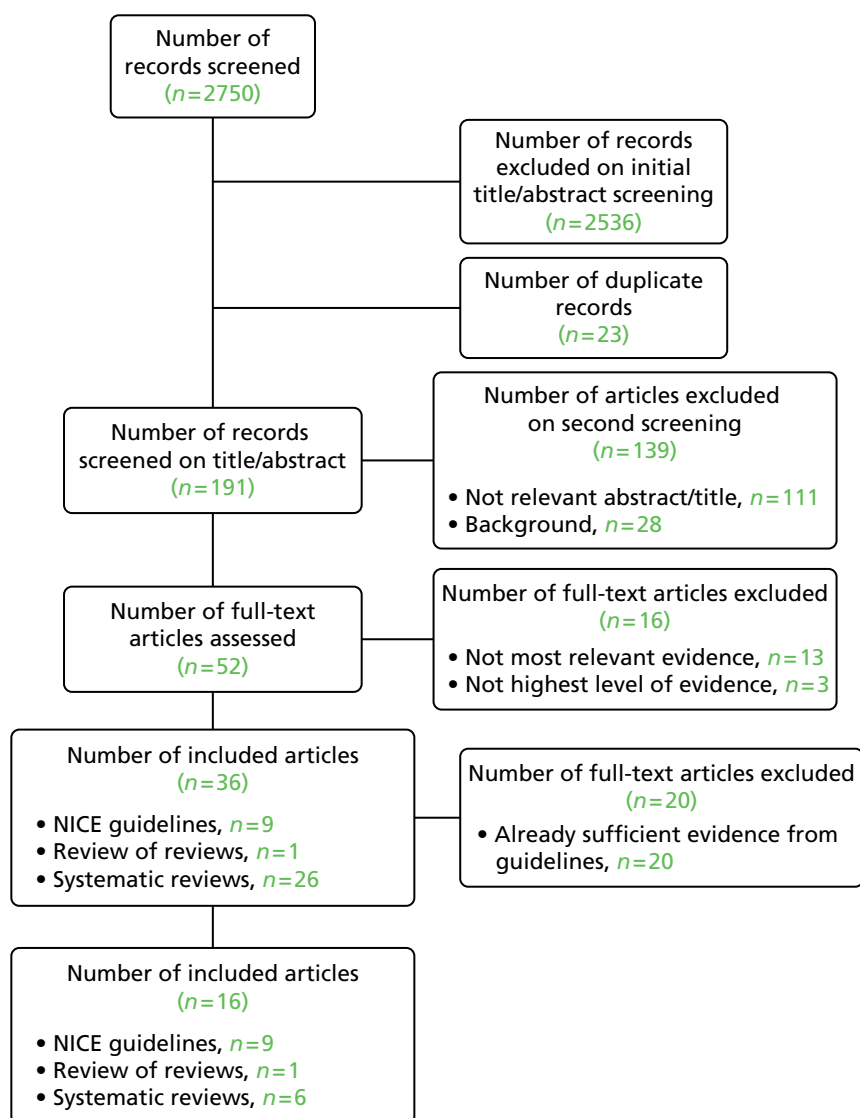 Number of
records screened
(n=2750)
Number of records
excluded on initial
title/abstract screening
(n=2536)
Number of duplicate
records
(n=23)
Number of records
screened on title/abstract
(n=191)
Number of articles excluded
on second screening
(n=139)
• Not relevant abstract/title, n=111
• Background, n=28
Number of full-text
articles assessed
(n=52)
Number of full-text articles excluded
(n=16)
• Not most relevant evidence, n=13
• Not highest level of evidence, n=3
Number of included articles
(n=36)
• NICE guidelines, n=9
• Review of reviews, n=1
• Systematic reviews, n=26
Number of full-text articles excluded
(n=20)
• Already sufficient evidence from
guidelines, n=20
Number of included articles
(n=16)
• NICE guidelines, n=9
• Review of reviews, n=1
• Systematic reviews, n=6